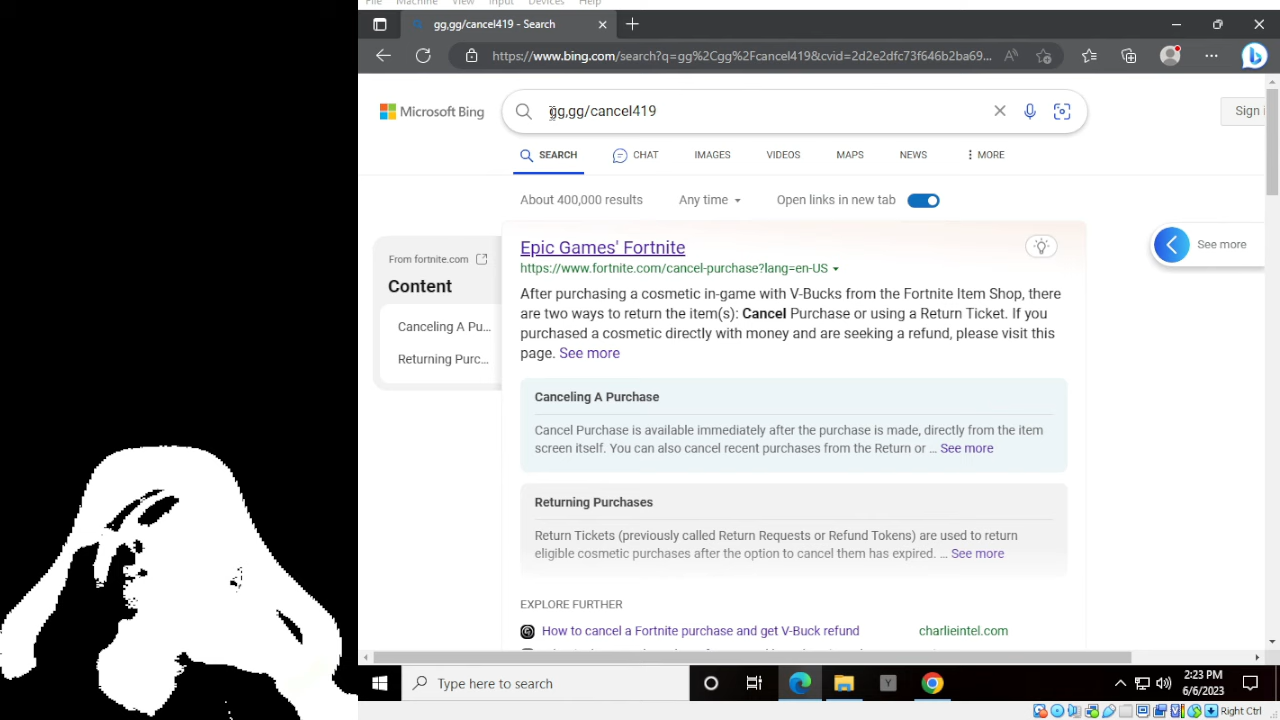 File Machine View Input Devices Help
gg,gg/cancel419 - Search
https://www.bing.com/search?q=gg%2Cgg%2Fcancel419&cvid=2d2e2dfc73f646b2ba69...
Microsoft Bing
gg,gg/cancel419
Sign i
SEARCH CHAT IMAGES VIDEOS MAPS NEWS MORE
About 400,000 results Any time Open links in new tab
From fortnite.com
Content
Canceling A Pu...
Returning Purc...
Epic Games' Fortnite
https://www.fortnite.com/cancel-purchase?lang=en-US
After purchasing a cosmetic in-game with V-Bucks from the Fortnite Item Shop, there
are two ways to return the item(s): Cancel Purchase or using a Return Ticket. If you
purchased a cosmetic directly with money and are seeking a refund, please visit this
page. See more
See more
Canceling A Purchase
Cancel Purchase is available immediately after the purchase is made, directly from the item
screen itself. You can also cancel recent purchases from the Return or … See more
Returning Purchases
Return Tickets (previously called Return Requests or Refund Tokens) are used to return
eligible cosmetic purchases after the option to cancel them has expired. … See more
EXPLORE FURTHER
How to cancel a Fortnite purchase and get V-Buck refund charlieintel.com
Type here to search
2:23 PM
6/6/2023
Right Ctrl